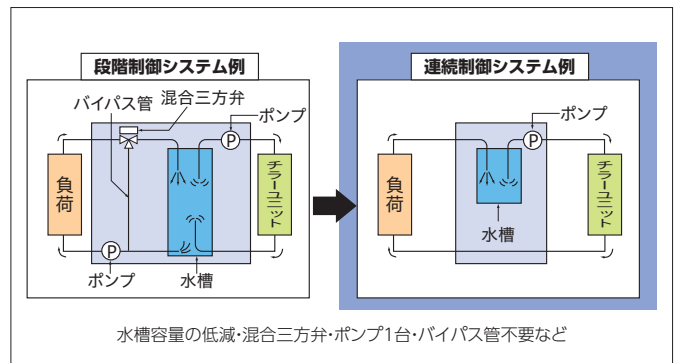 段階制御システム例
バイパス管 混合三方弁
ポンプ
P
負荷
チラーユニット
P
ポンプ
水槽
連続制御システム例
ポンプ
P
負荷
チラーユニット
水槽
水槽容量の低減・混合三方弁・ポンプ1台・バイパス管不要など